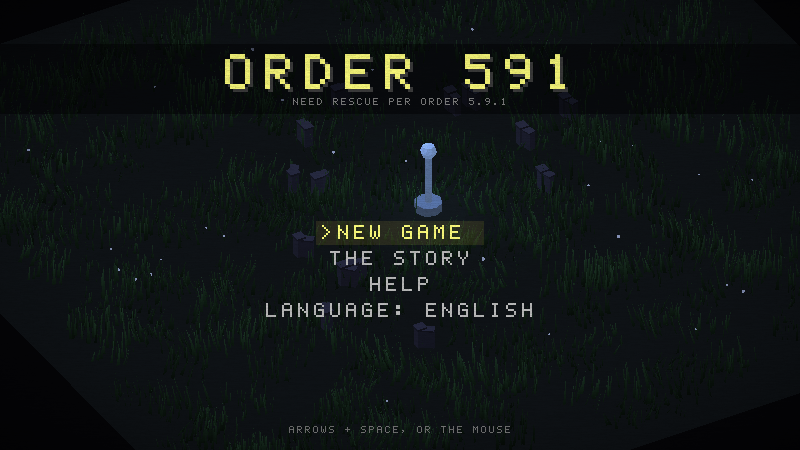 ORDER 591
- NEED RESCUE PER ORDER 5.9.1
>NEW GAME
THE STORY
HELP
LANGUAGE: ENGLISH
ARROWS + SPACE, OR THE MOUSE